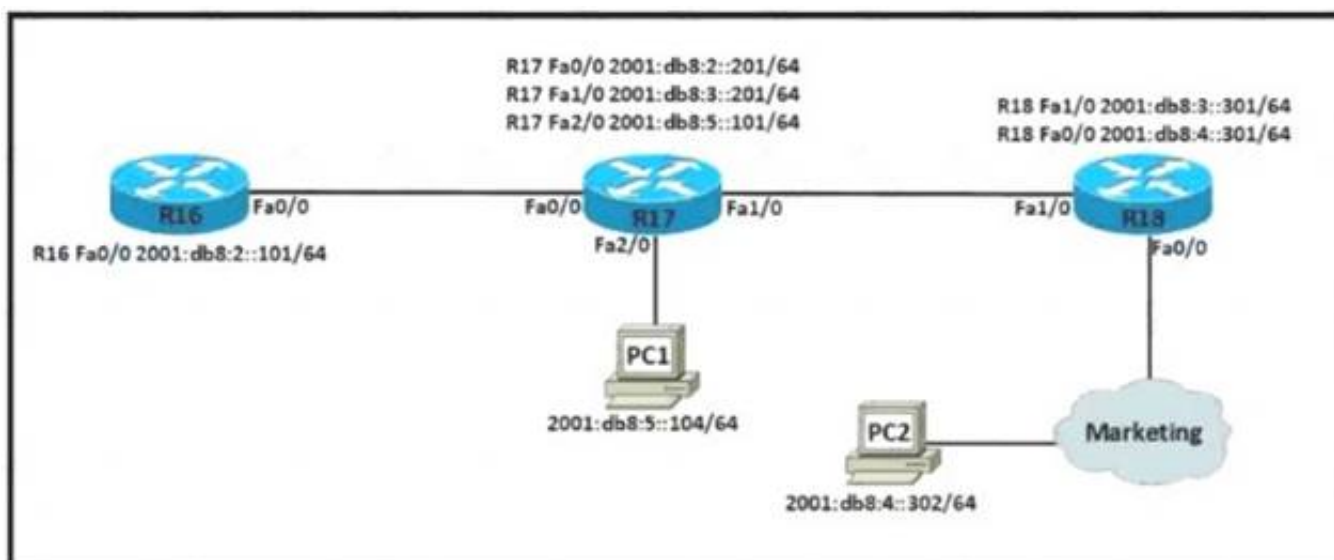 R17 Fa0/0 2001:db8:2::201/64
R17 Fa1/0 2001:db8:3::201/64
R17 Fa2/0 2001:db8:5::101/64
R18 Fa1/0 2001:db8:3::301/64
R18 Fa0/0 2001:db8:4::301/64
R16
Fa0/0
Fa0/0
R17
Fa1/0
Fa1/0
R18
Fa2/0
Fa0/0
R16 Fa0/0 2001:db8:2::101/64
PC1
2001:db8:5::104/64
PC2
Marketing
2001:db8:4::302/64